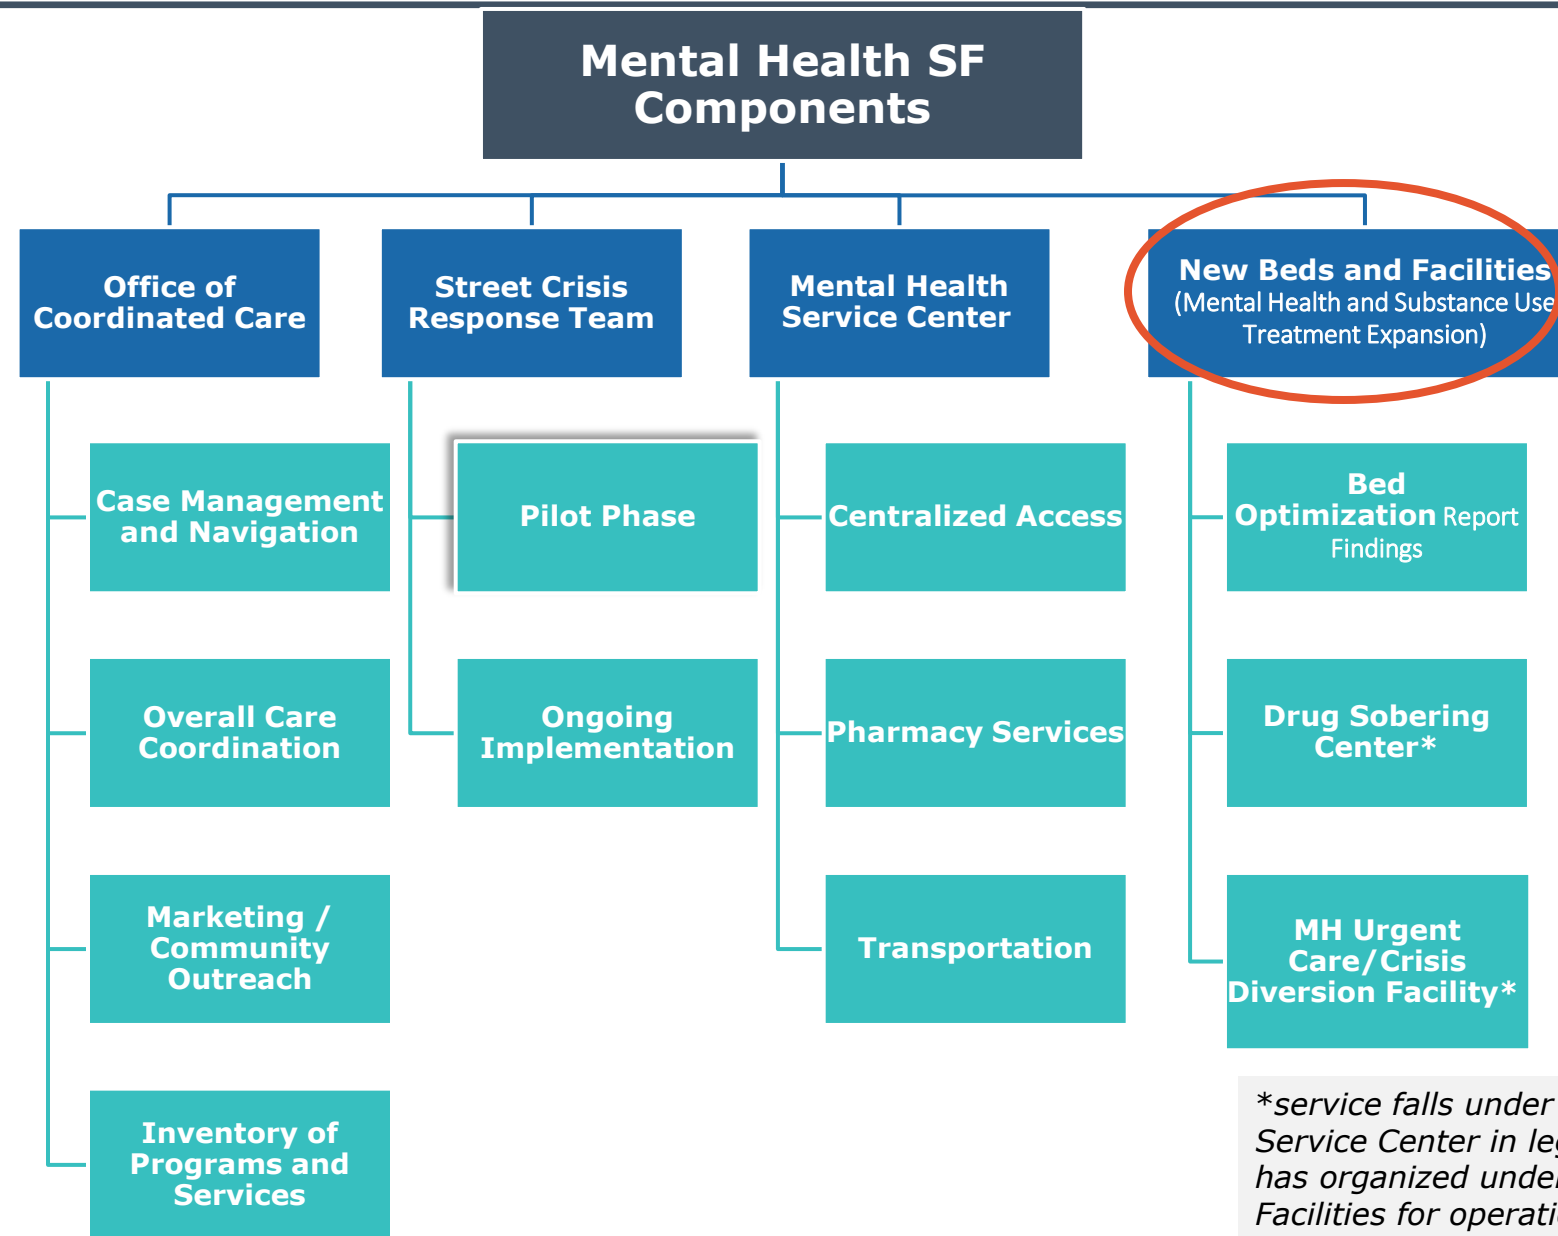 Mental Health SF
Components
Office of
Coordinated Care
Street Crisis
Response Team
Mental Health
Service Center
New Beds and Facilities
(Mental Health and Substance Use
Treatment Expansion)
Case Management
and Navigation
Overall Care
Coordination
Marketing /
Community
Outreach
Inventory of
Programs and
Services
Pilot Phase
Ongoing
Implementation
Centralized Access
Pharmacy Services
Transportation
Bed
Optimization Report
Findings
Drug Sobering
Center*
MH Urgent
Care/Crisis
Diversion Facility*
*service falls under
Service Center in
has organized under
Facilities for